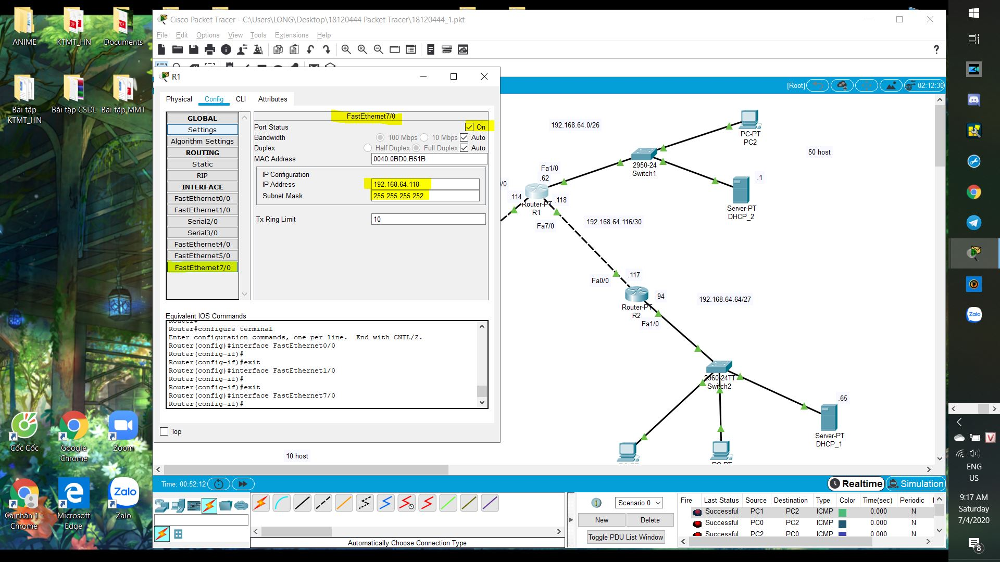 ANIME
KTMT_HN
Documents
Bài tập KTMT_HN
Bài tập CSDL
Bài tập MMT
Cốc Cốc
Google Chrome
Zoom
Cá nhân 1 - Chrome
Microsoft Edge
Zalo
Cisco Packet Tracer - C:\Users\LONG\Desktop\18120444 Packet Tracer\18120444_1.pkt
File Edit Options View Tools Extensions Help
[Root]
02:12:30
R1
Physical Config CLI Attributes
GLOBAL
Settings
Algorithm Settings
ROUTING
Static
RIP
INTERFACE
FastEthernet0/0
FastEthernet1/0
Serial2/0
Serial3/0
FastEthernet4/0
FastEthernet5/0
FastEthernet7/0
FastEthernet7/0
Port Status On
Bandwidth 100 Mbps 10 Mbps Auto
Duplex Half Duplex Full Duplex Auto
MAC Address 0040.0BD0.B51B
IP Configuration
IP Address 192.168.64.118
Subnet Mask 255.255.255.252
Tx Ring Limit 10
Equivalent IOS Commands
Router#
Router#configure terminal
Enter configuration commands, one per line. End with CNTL/Z.
Router(config)#interface FastEthernet0/0
Router(config-if)#
Router(config-if)#exit
Router(config)#interface FastEthernet1/0
Router(config-if)#
Router(config-if)#exit
Router(config)#interface FastEthernet7/0
Router(config-if)#
Top
192.168.64.0/26
PC-PT
PC2
50 host
2950-24
Switch1
Fa1/0
.62
/0
.114
Router-PT
R1
.118
Fa7/0
.1
Server-PT
DHCP_2
192.168.64.116/30
.117
Fa0/0
Router-PT
R2
94
Fa1/0
192.168.64.64/27
2960-24TT
Switch2
.65
Server-PT
DHCP_1
PC-PT
PC-PT
10 host
Time: 00:52:12
Realtime
Simulation
Scenario 0
New
Delete
Toggle PDU List Window
Automatically Choose Connection Type
Fire Last Status Source Destination Type Color Time(sec) Periodic
Successful PC1 PC2 ICMP 0.000 N
Successful PC0 PC2 ICMP 0.000 N
Successful PC2 PC0 ICMP 0.000 N
Zalo
ENG
US
9:17 AM
Saturday
7/4/2020
8